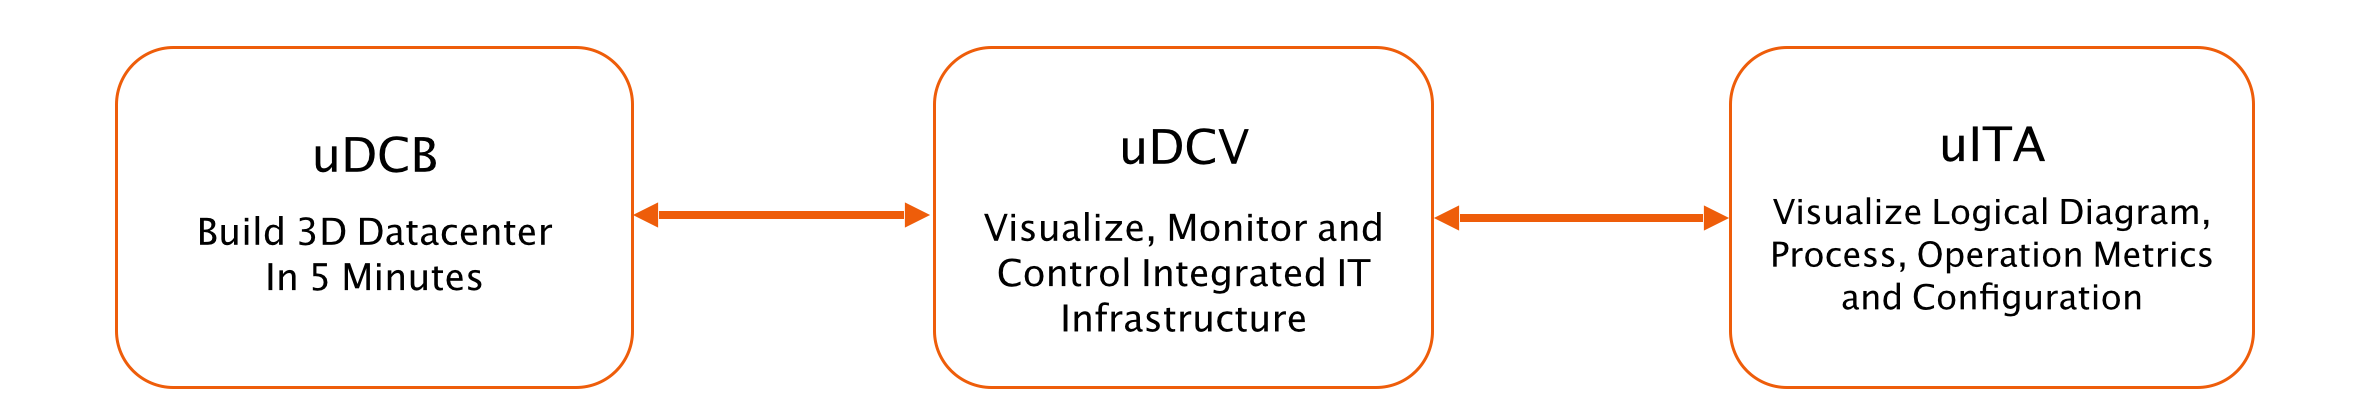 uDCB
Build 3D Datacenter
In 5 Minutes
uDCV
Visualize, Monitor and
Control Integrated IT
Infrastructure
uITA
Visualize Logical Diagram,
Process, Operation Metrics
and Configuration